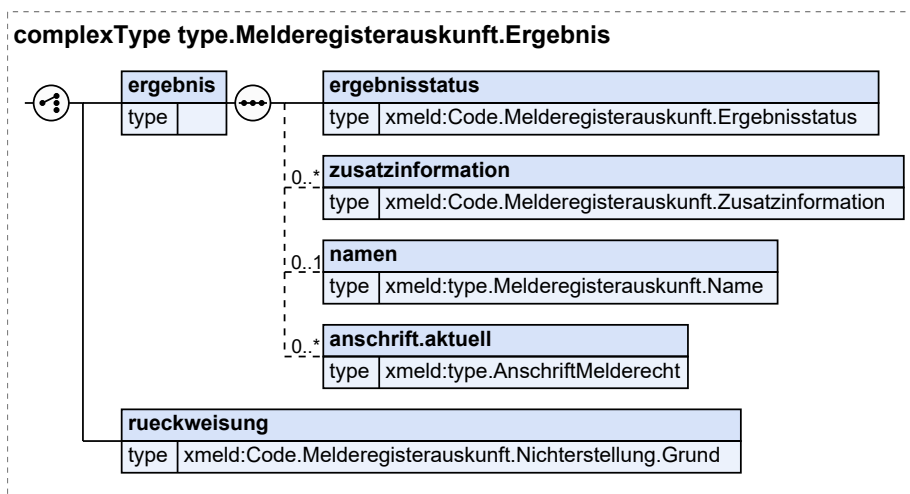 complexType type.Melderegisterauskunft.Ergebnis
ergebnis
type
ergebnisstatus
type xmeld:Code.Melderegisterauskunft.Ergebnisstatus
0..*
zusatzinformation
type xmeld:Code.Melderegisterauskunft.Zusatzinformation
0..1
namen
type xmeld:type.Melderegisterauskunft.Name
0..*
anschrift.aktuell
type xmeld:type.AnschriftMelderecht
rueckweisung
type xmeld:Code.Melderegisterauskunft.Nichterstellung.Grund